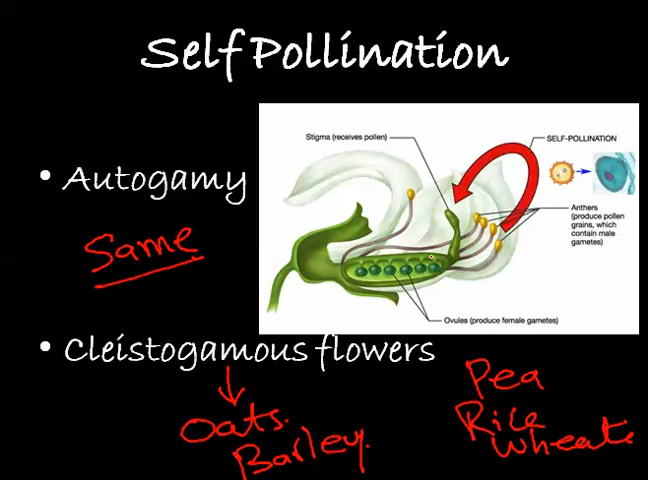 Self Pollination
Stigma (receives pollen)
SELF-POLLINATION
• Autogamy
Anthers
(produce pollen
grains, which
contain male
gametes)
Same
Ovules (produce female gametes)
• Cleistogamous flowers
Pea
Oats.
Rice
Barley.
Wheat